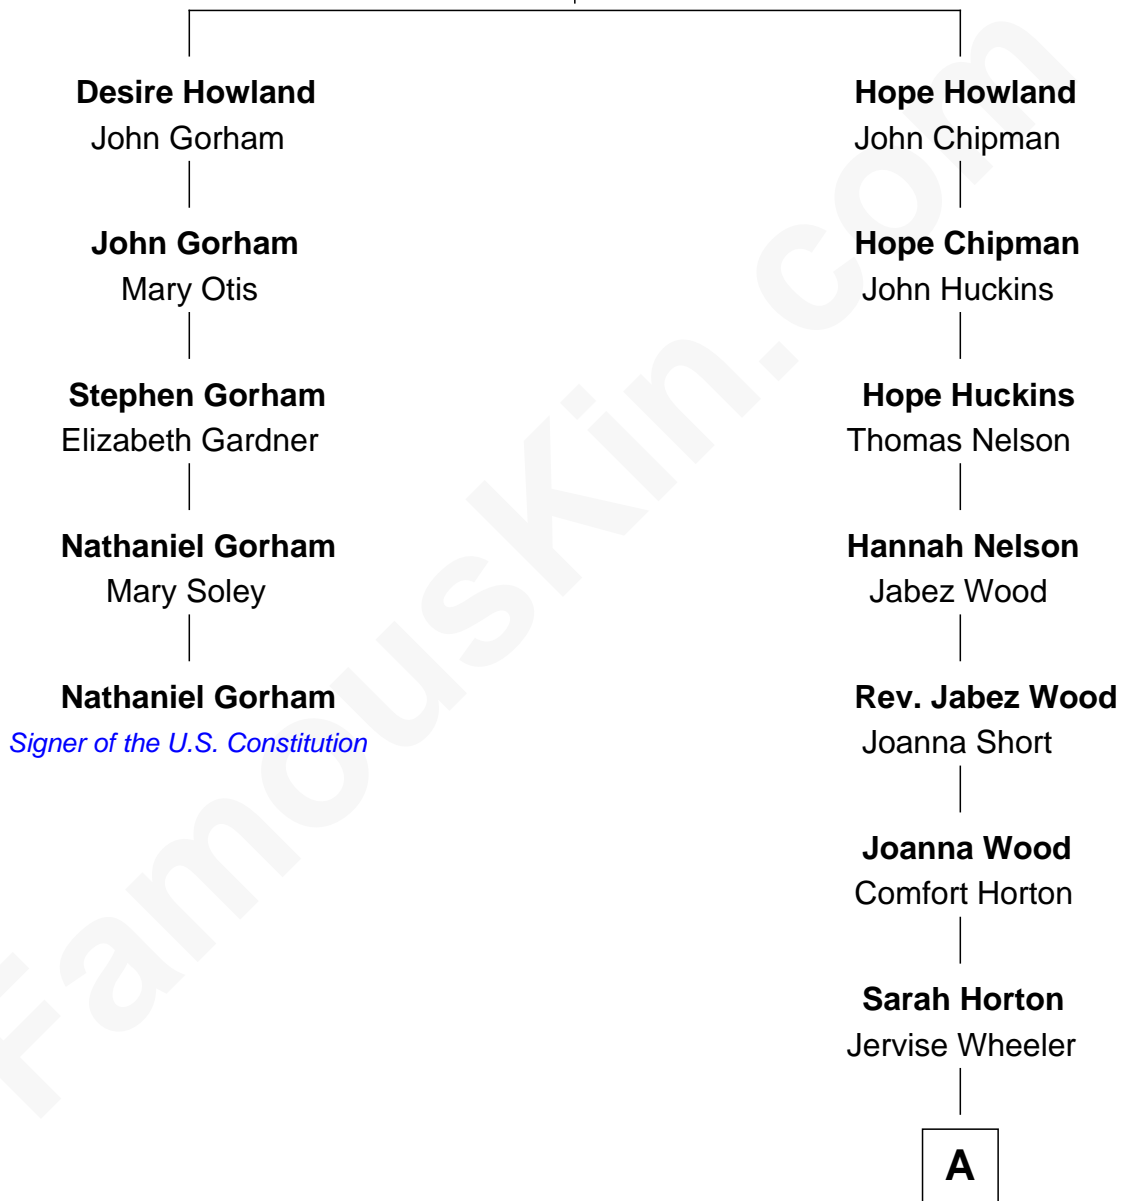 Desire Howland
John Gorham
John Gorham
Mary Otis
Stephen Gorham
Elizabeth Gardner
Nathaniel Gorham
Mary Soley
Nathaniel Gorham
Signer of the U.S. Constitution
Hope Howland
John Chipman
Hope Chipman
John Huckins
Hope Huckins
Thomas Nelson
Hannah Nelson
Jabez Wood
Rev. Jabez Wood
Joanna Short
Joanna Wood
Comfort Horton
Sarah Horton
Jervise Wheeler
A
FamousKin.com